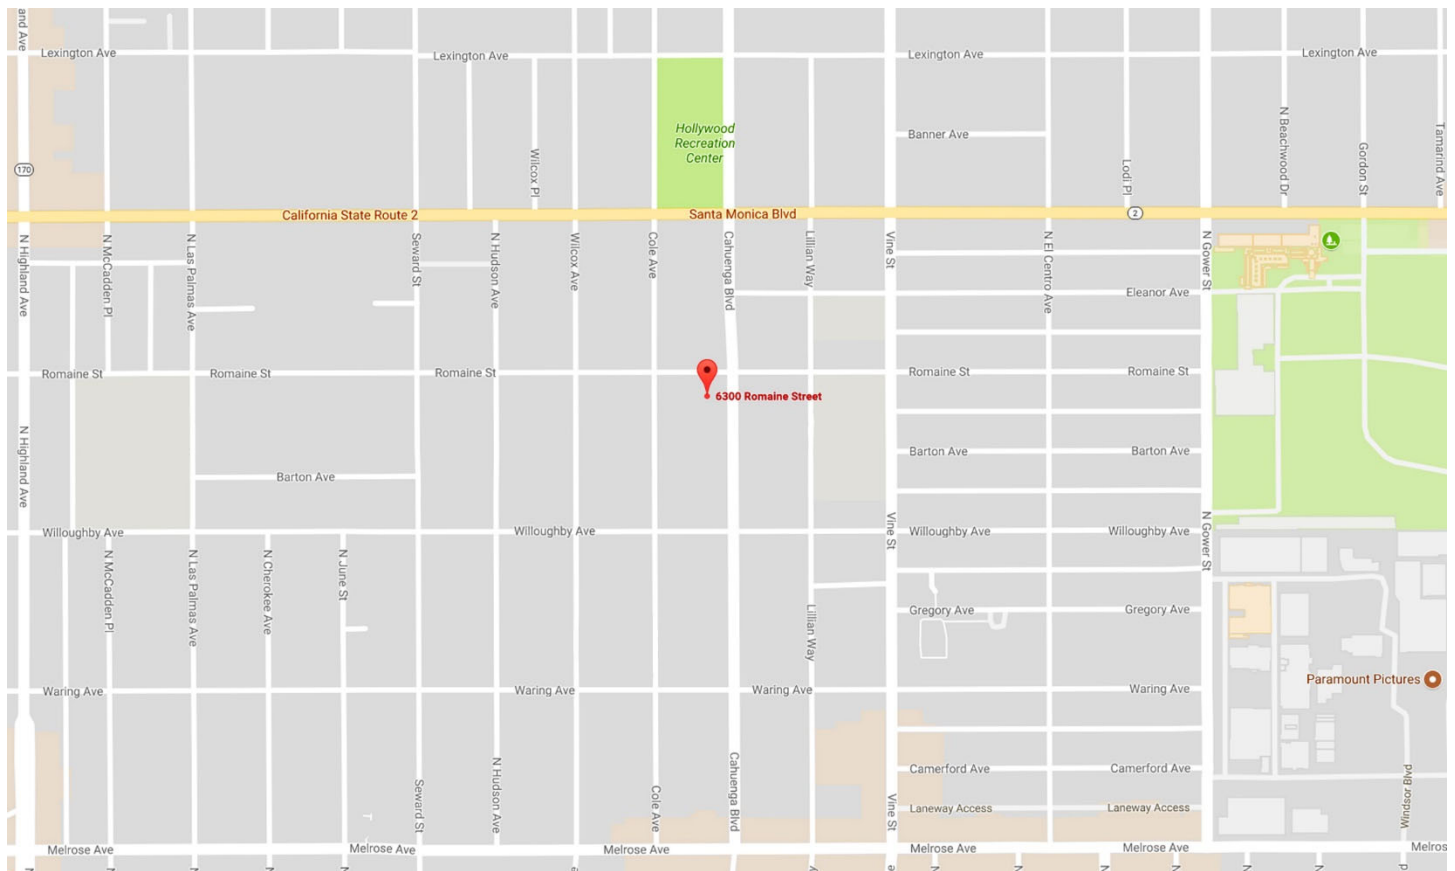 and Ave
Lexington Ave
Lexington Ave
Lexington Ave
Lexington Ave
Hollywood
Recreation
Center
Banner Ave
N Beachwood Dr
Tamarind Ave
Gordon St
Wilcox Pl
Lodi Pl
170
California State Route 2
Santa Monica Blvd
2
N Highland Ave
N McCadden Pl
N Las Palmas Ave
Seward St
N Hudson Ave
Wilcox Ave
Cole Ave
Cahuenga Blvd
Lillian Way
Vine St
N El Centro Ave
N Gower St
Eleanor Ave
Romaine St
Romaine St
Romaine St
Romaine St
Romaine St
6300 Romaine Street
N Highland Ave
Barton Ave
Barton Ave
Barton Ave
Willoughby Ave
Willoughby Ave
Willoughby Ave
Willoughby Ave
Vine St
N Gower St
N McCadden Pl
N Las Palmas Ave
N Cherokee Ave
N June St
Lillian Way
Gregory Ave
Gregory Ave
Paramount Pictures
Waring Ave
Waring Ave
Waring Ave
Waring Ave
Seward St
N Hudson Ave
Cole Ave
Cahuenga Blvd
Vine St
Camerford Ave
Camerford Ave
Windsor Blvd
Laneway Access
Laneway Access
Melrose Ave
Melrose Ave
Melrose Ave
Melrose Ave
Melrose Ave
Melros